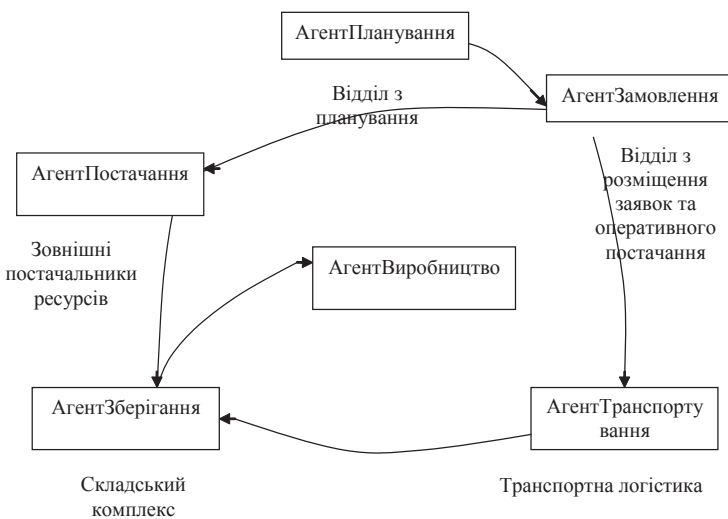 АгентПланування
АгентЗамовлення
Відділ з
планування
АгентПостачання
Відділ з
розміщення
заявок та
оперативного
постачання
Зовнішні
постачальники
ресурсів
АгентВиробництво
АгентЗберігання
АгентТранспорту
вання
Складський
комплекс
Транспортна логістика